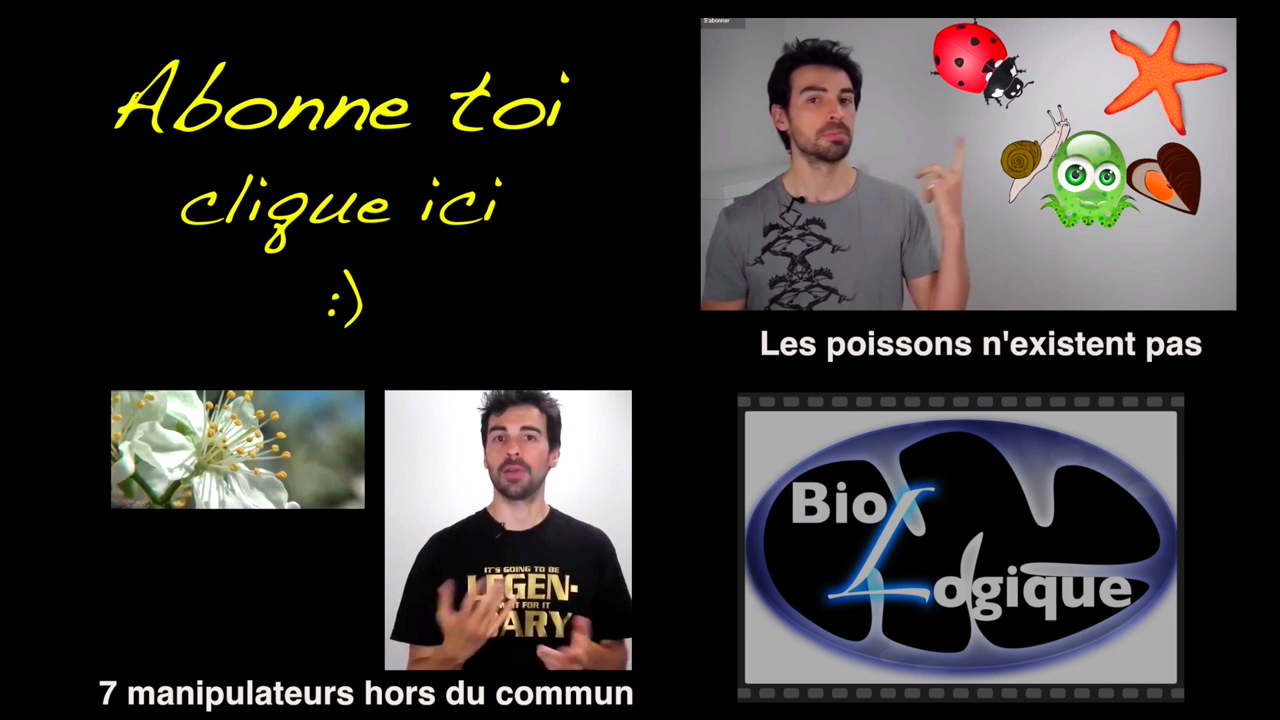 Abonne toi
clique ici
:)
S'abonner
Les poissons n'existent pas
IT'S GOING TO BE
LEGEN-
WAIT FOR IT
DARY
7 manipulateurs hors du commun
Bio
Logique